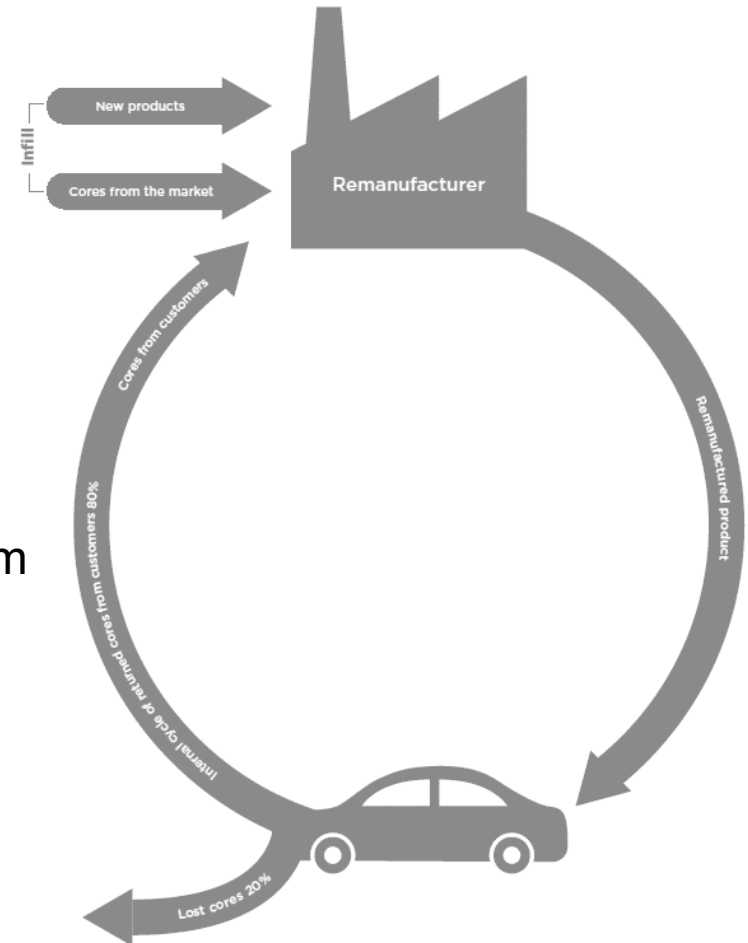 New products
Infill
Cores from the market
Remanufacturer
Cores from customers
Remanufactured product
Internal cycle of returned cores from customers 80%
m
Lost cores 20%